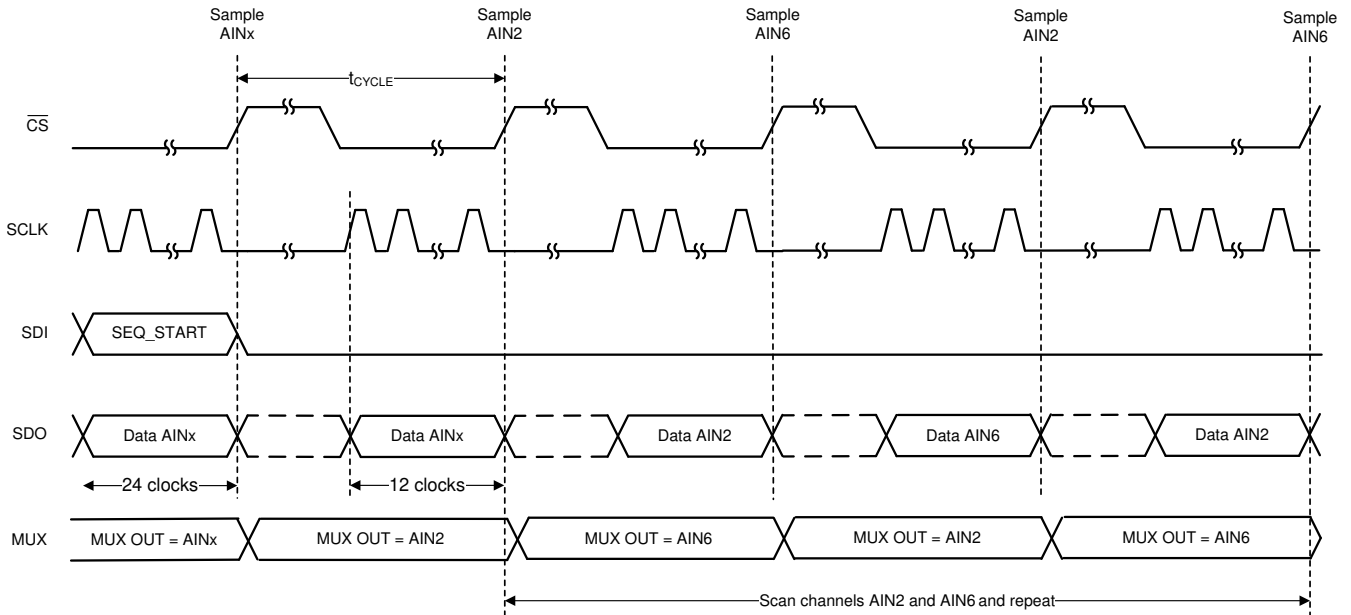 Sample
AINx
Sample
AIN2
Sample
AIN6
Sample
AIN2
Sample
AIN6
tCYCLE
CS
SCLK
SDI
SEQ_START
SDO
Data AINx
Data AINx
Data AIN2
Data AIN6
Data AIN2
24 clocks
12 clocks
MUX
MUX OUT = AINx
MUX OUT = AIN2
MUX OUT = AIN6
MUX OUT = AIN2
MUX OUT = AIN6
Scan channels AIN2 and AIN6 and repeat